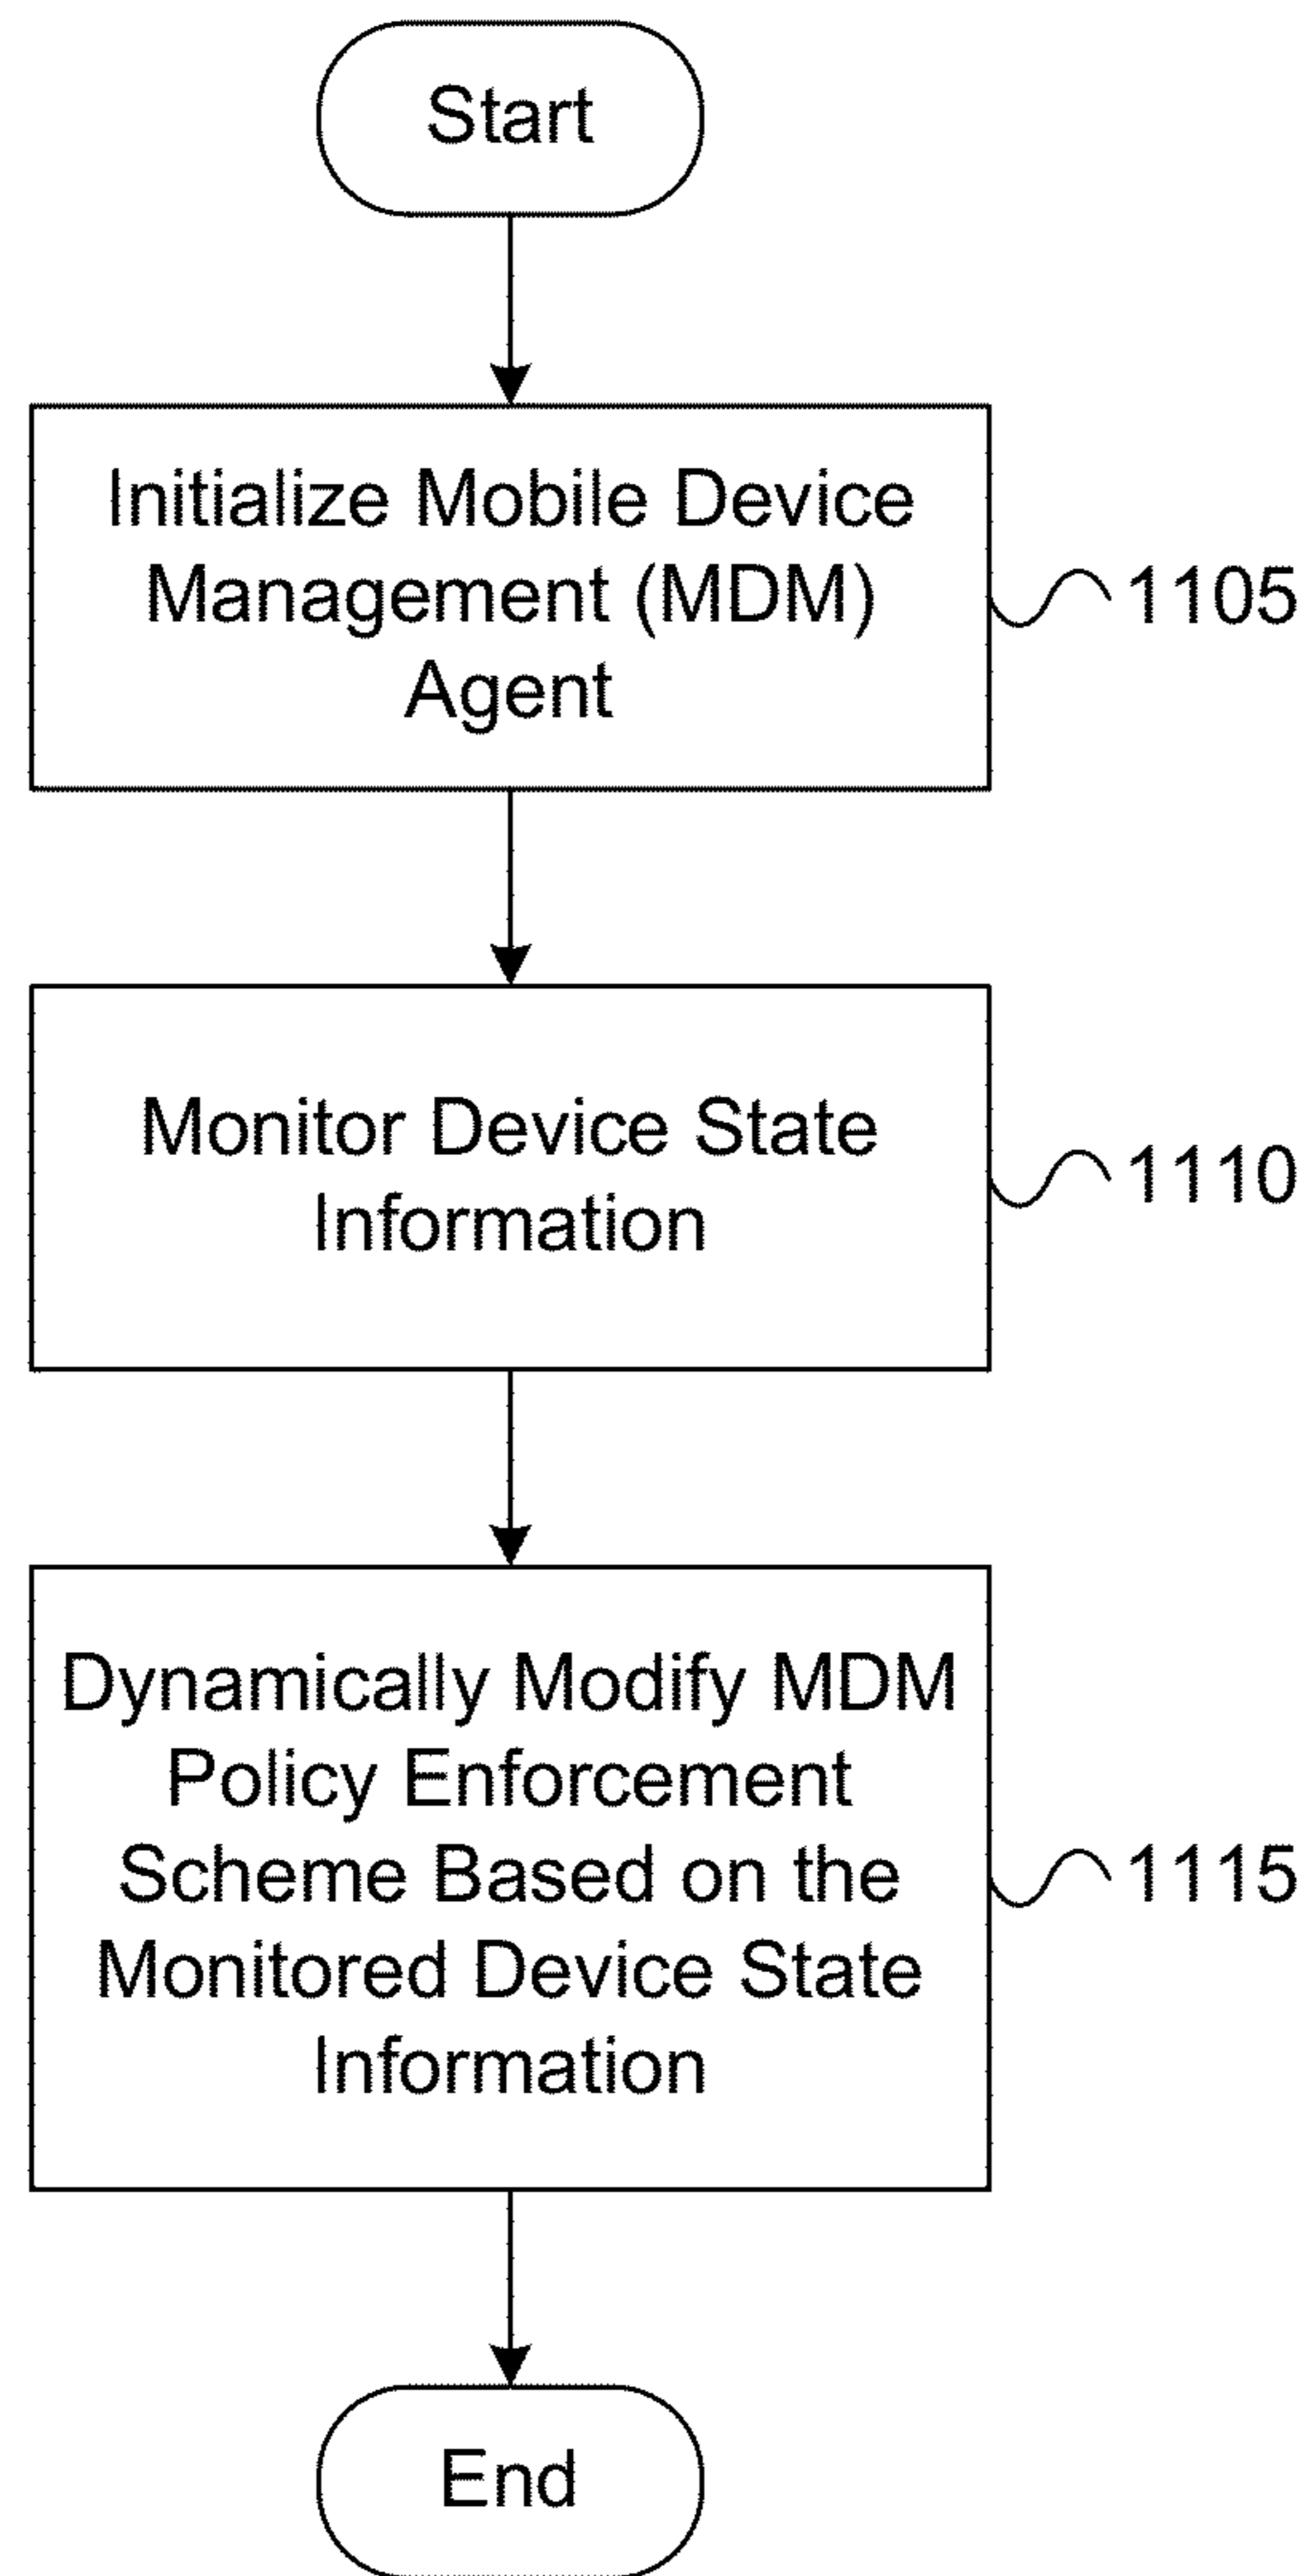 Start
Initialize Mobile Device
Management (MDM)
Agent
1105
Monitor Device State
Information
1110
Dynamically Modify MDM
Policy Enforcement
Scheme Based on the
Monitored Device State
Information
1115
End